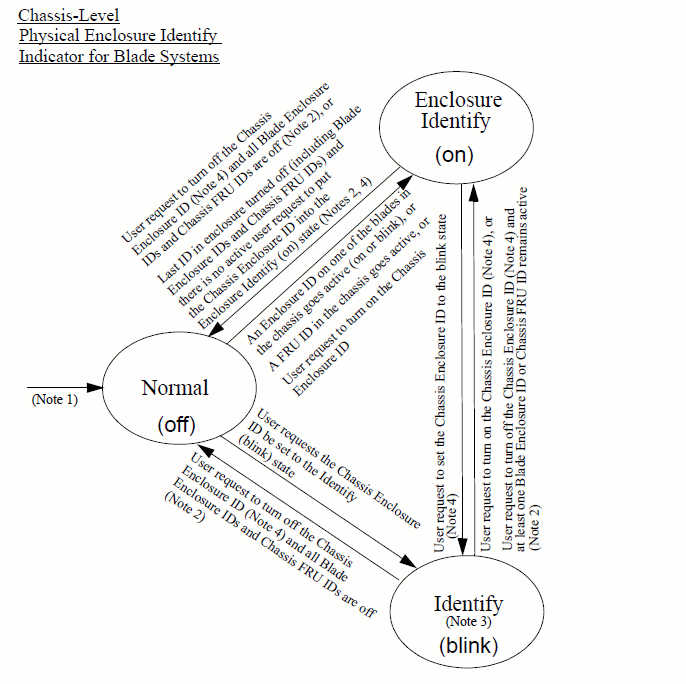 Chassis-Level
Physical Enclosure Identify
Indicator for Blade Systems
Enclosure
Identify
(on)
User request to turn off the Chassis
Enclosure ID (Note 4) and all Blade Enclosure
IDs and Chassis FRU IDs are off (Note 2), or
Last ID in enclosure turned off (including Blade
Enclosure IDs and Chassis FRU IDs) and
there is no active user request to put
the Chassis Enclosure ID into the
Enclosure Identify (on) state (Notes 2, 4)
An Enclosure ID on one of the blades in
the chassis goes active (on or blink), or
A FRU ID in the chassis goes active, or
User request to turn on the Chassis
Enclosure ID
(Note 1)
Normal
(off)
User requests the Chassis Enclosure
ID be set to the Identify
(blink) state
User request to turn off the Chassis
Enclosure ID (Note 4) and all Blade
Enclosure IDs and Chassis FRU IDs are off
(Note 2)
User request to set the Chassis Enclosure ID to the blink state
(Note 4)
User request to turn on the Chassis Enclosure ID (Note 4), or
User request to turn off the Chassis Enclosure ID (Note 4) and
at least one Blade Enclosure ID or Chassis FRU ID remains active
(Note 2)
Identify
(Note 3)
(blink)